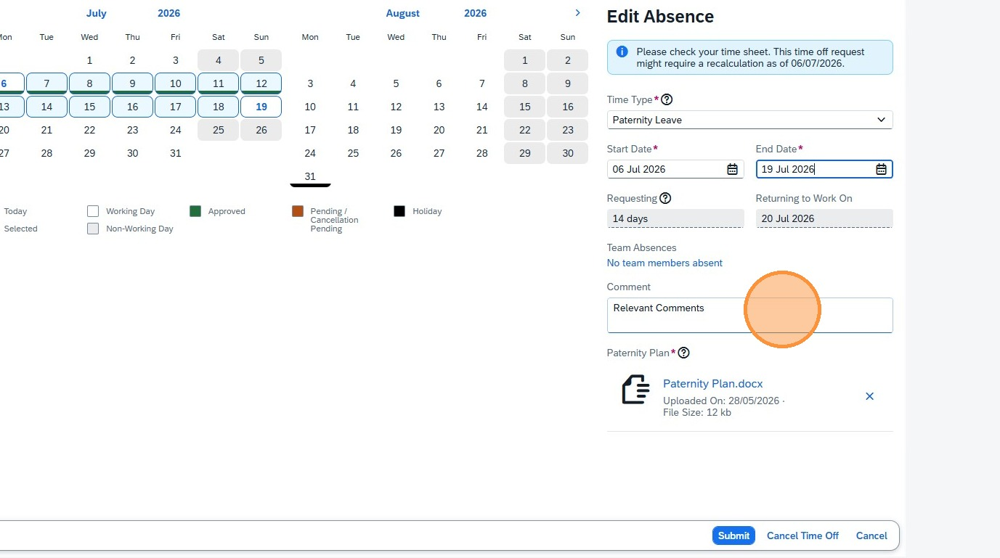 July 2026
August 2026
Mon Tue Wed Thu Fri Sat Sun
Mon Tue Wed Thu Fri Sat Sun
1 2 3 4 5
6 7 8 9 10 11 12
13 14 15 16 17 18 19
20 21 22 23 24 25 26
27 28 29 30 31
1 2
3 4 5 6 7 8 9
10 11 12 13 14 15 16
17 18 19 20 21 22 23
24 25 26 27 28 29 30
31
Today
Selected
Working Day
Non-Working Day
Approved
Pending /
Cancellation
Pending
Holiday
Edit Absence
Please check your time sheet. This time off request
might require a recalculation as of 06/07/2026.
Time Type*
Paternity Leave
Start Date* End Date*
06 Jul 2026 19 Jul 2026
Requesting Returning to Work On
14 days 20 Jul 2026
Team Absences
No team members absent
Comment
Relevant Comments
Paternity Plan*
Paternity Plan.docx
Uploaded On: 28/05/2026 ·
File Size: 12 kb
Submit Cancel Time Off Cancel